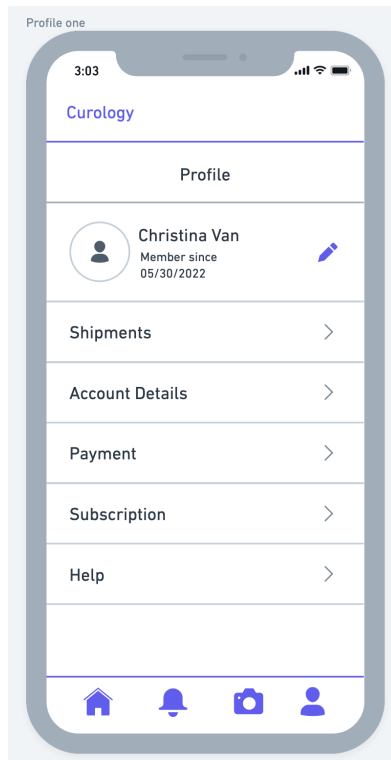 Profile one
3:03
Curology
Profile
Christina Van
Member since
05/30/2022
Shipments
Account Details
Payment
Subscription
Help